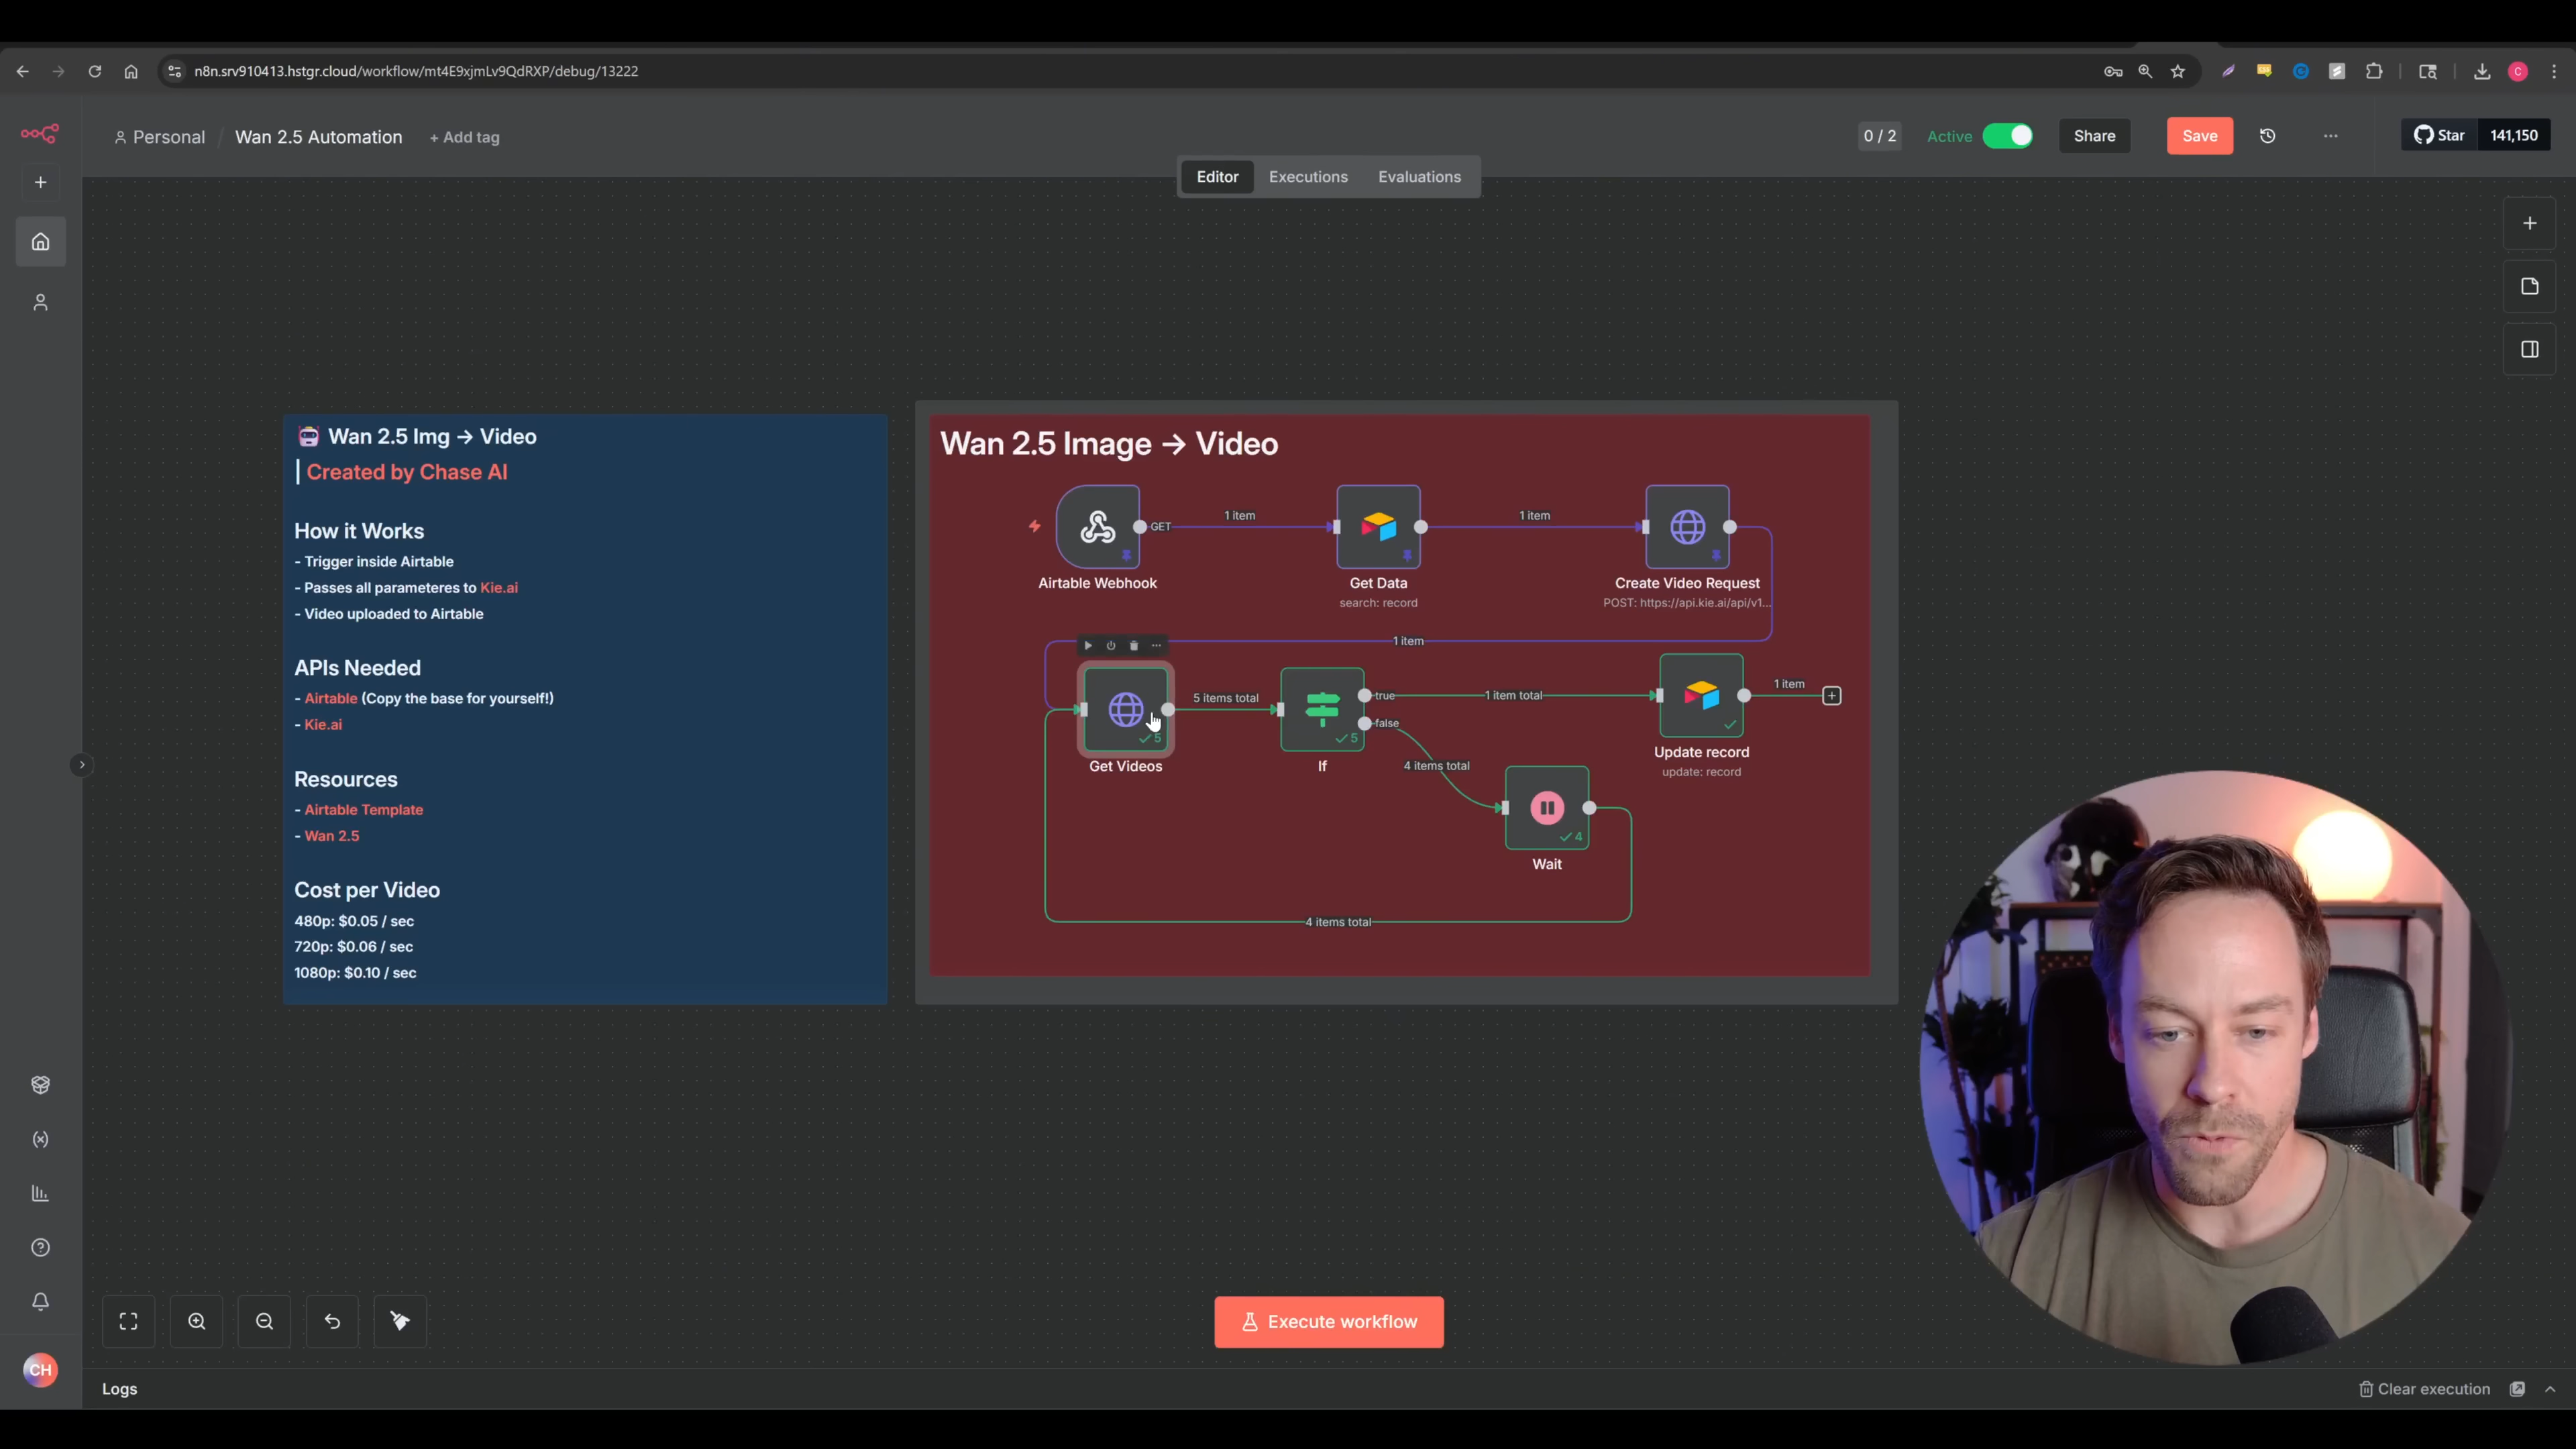 n8n.srv910413.hstgr.cloud/workflow/mt4E9xjmLv9QdRXP/debug/13222
C
Personal / Wan 2.5 Automation + Add tag
0 / 2 Active Share Save ... Star 141,150
Editor Executions Evaluations
Wan 2.5 Img → Video
Created by Chase AI
How it Works
- Trigger inside Airtable
- Passes all parameteres to Kie.ai
- Video uploaded to Airtable
APIs Needed
- Airtable (Copy the base for yourself!)
- Kie.ai
Resources
- Airtable Template
- Wan 2.5
Cost per Video
480p: $0.05 / sec
720p: $0.06 / sec
1080p: $0.10 / sec
Wan 2.5 Image → Video
GET 1 item 1 item
Airtable Webhook Get Data Create Video Request
search: record POST: https://api.kie.ai/api/v1...
1 item
5 items total true 1 item total 1 item
false
5 5
Get Videos If Update record
update: record
4 items total
4
Wait
4 items total
Execute workflow
CH
Logs Clear execution